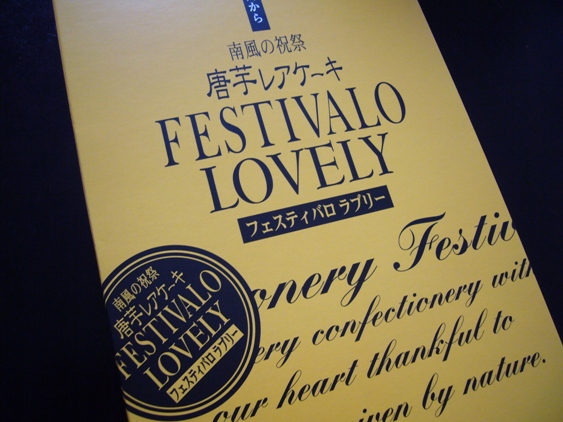 から
南風の祝祭
唐芋レアケーキ
FESTIVALO
LOVELY
フェスティバロ ラブリー
onery Festiv
ery confectionery with
our heart thankful to
iven by nature.
南風の祝祭
唐芋レアケーキ
FESTIVALO
LOVELY
フェスティバロ ラブリー